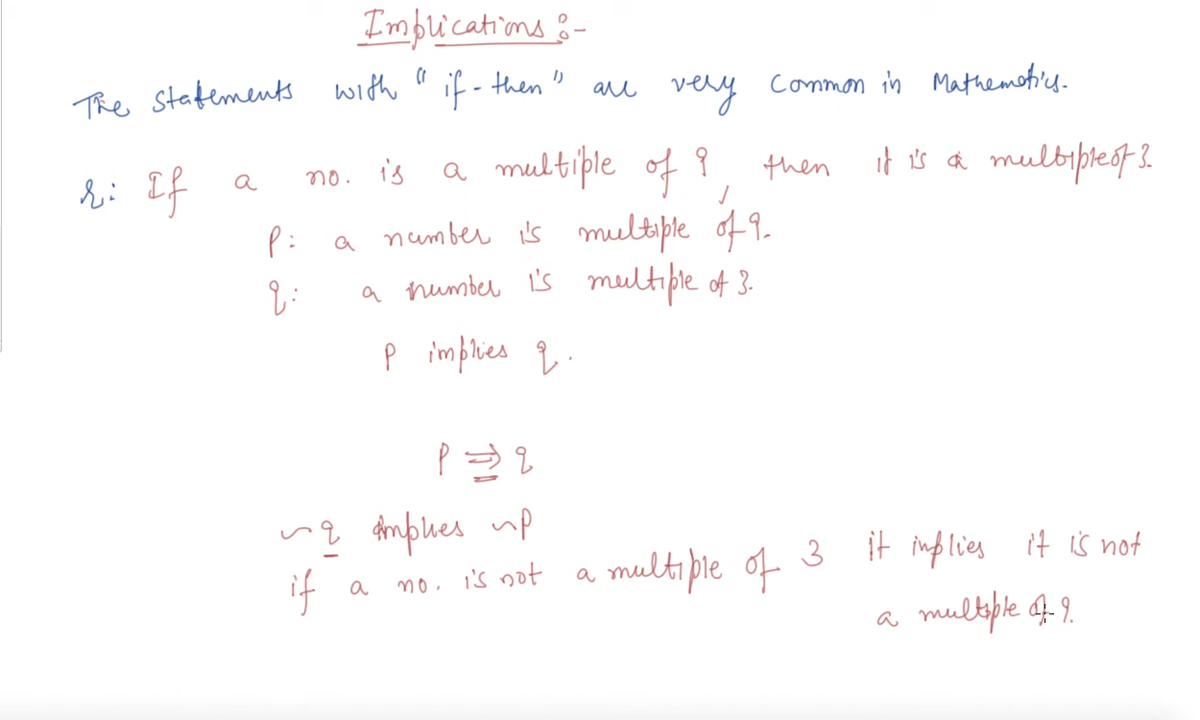 Implications :-
The statements with "if-then" are very common in Mathematics.
r: If a no. is a multiple of 9, then it is a multiple of 3.
p: a number is multiple of 9.
q: a number is multiple of 3.
p implies q.
p ⇒ q
~q implies ~p
if a no. is not a multiple of 3 it implies it is not
a multiple of 9.